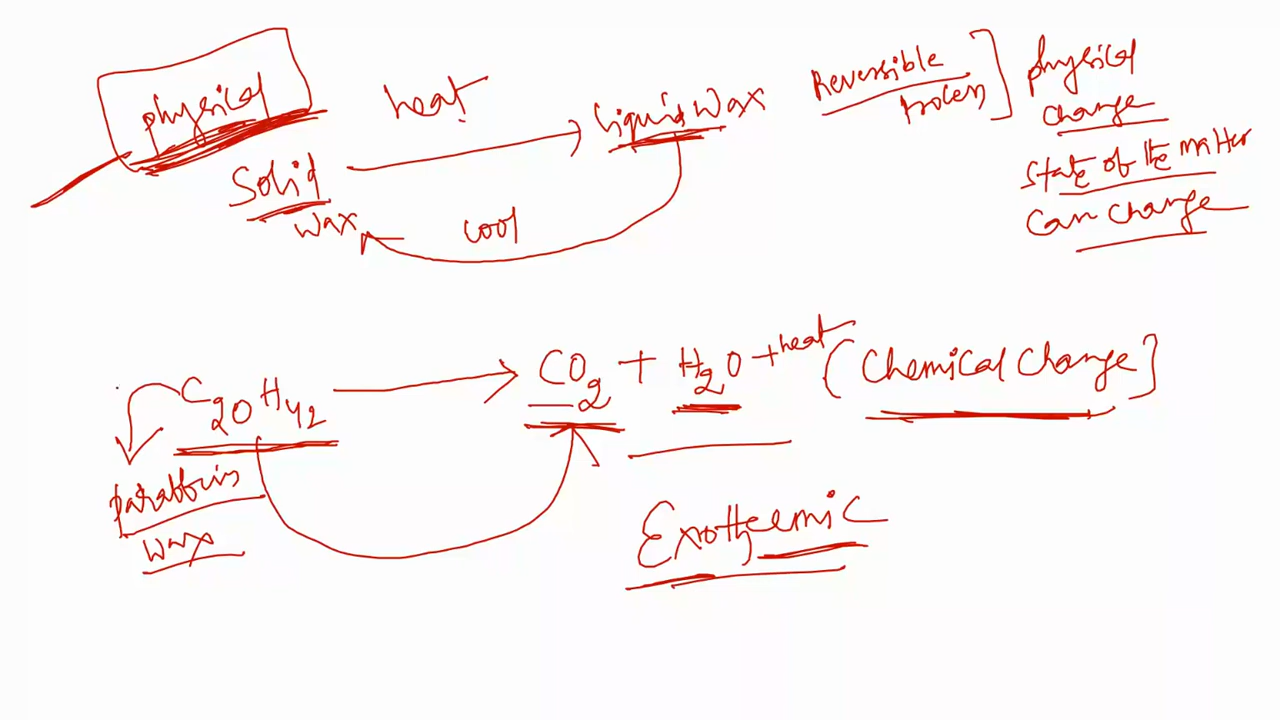 physical
heat
Solid
wax
liquid wax
cool
Reversible
process
physical
change
State of the matter
Can change
C20H42
paraffins
wax
CO2 + H2O + heat (Chemical Change]
Exothermic